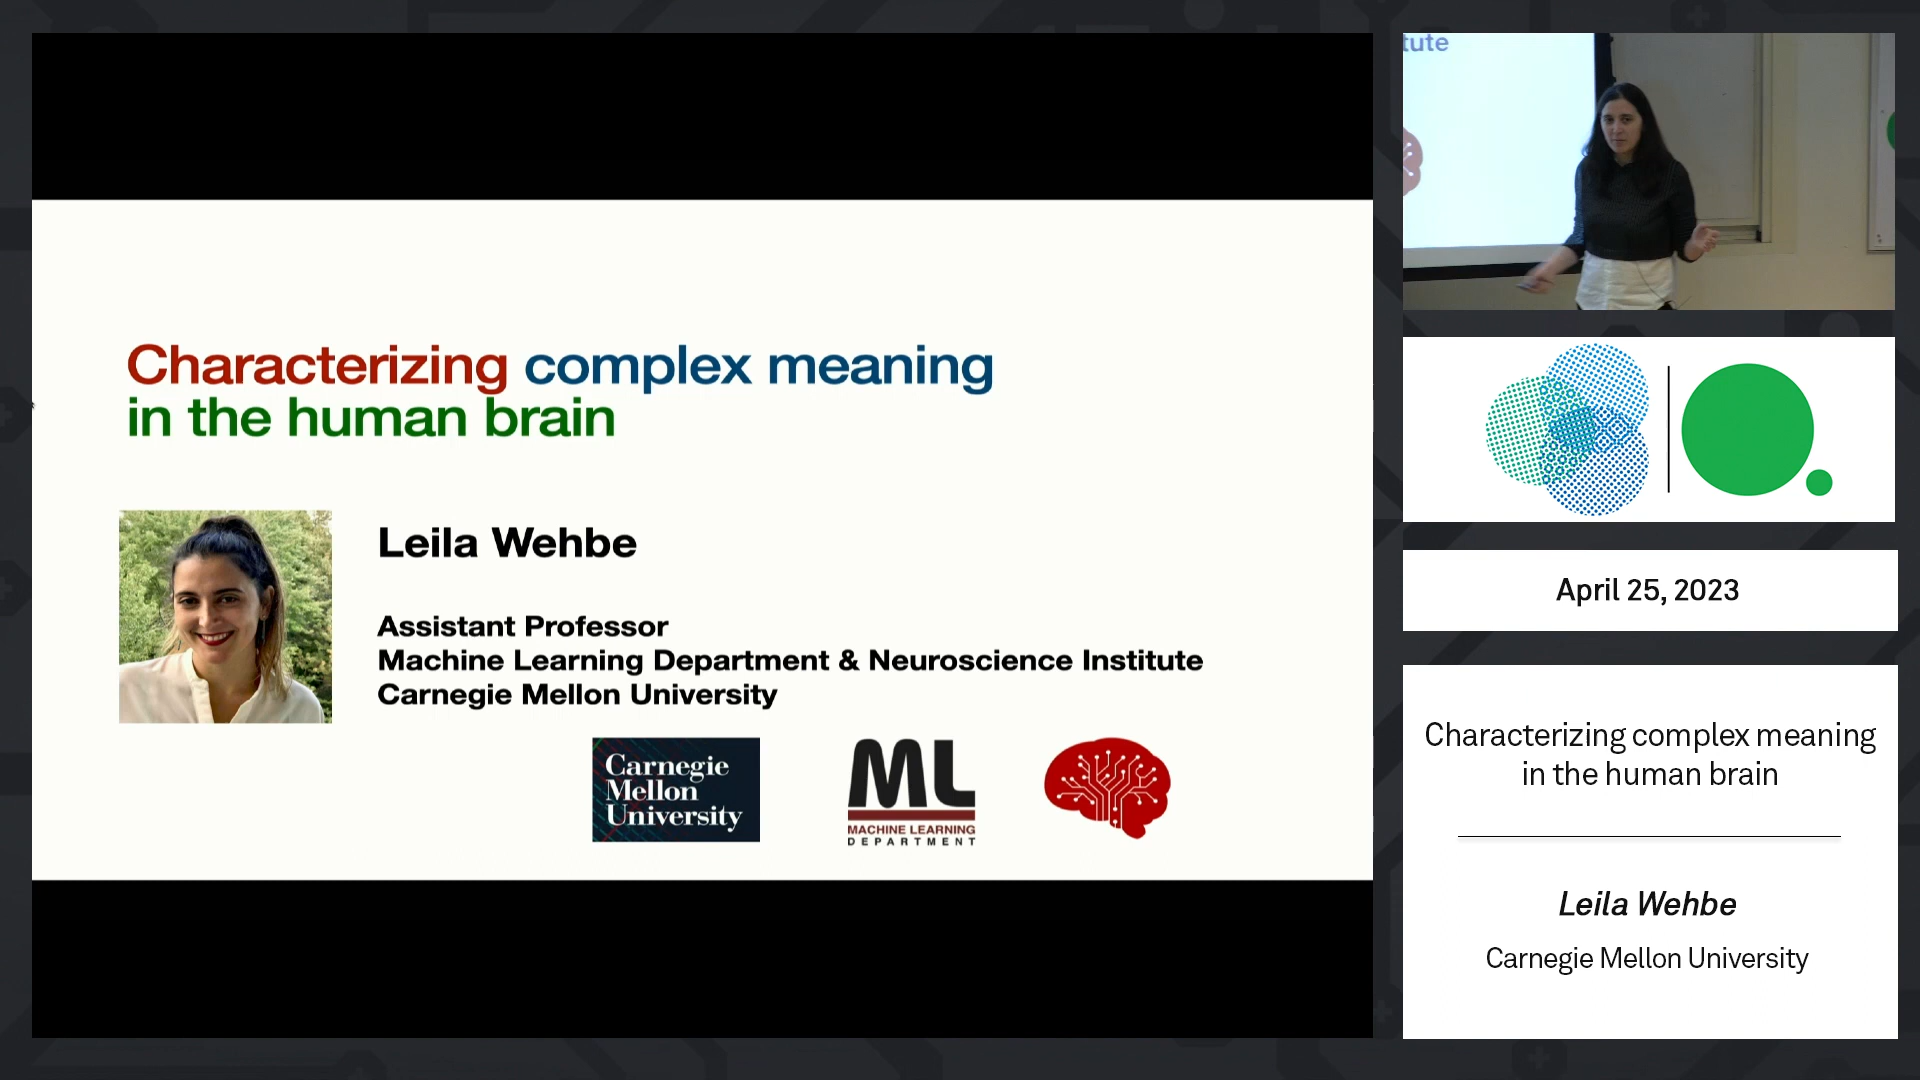 Characterizing complex meaning
in the human brain
Leila Wehbe
Assistant Professor
Machine Learning Department & Neuroscience Institute
Carnegie Mellon University
Carnegie
Mellon
University
ML
MACHINE LEARNING
DEPARTMENT
tute
April 25, 2023
Characterizing complex meaning
in the human brain
Leila Wehbe
Carnegie Mellon University